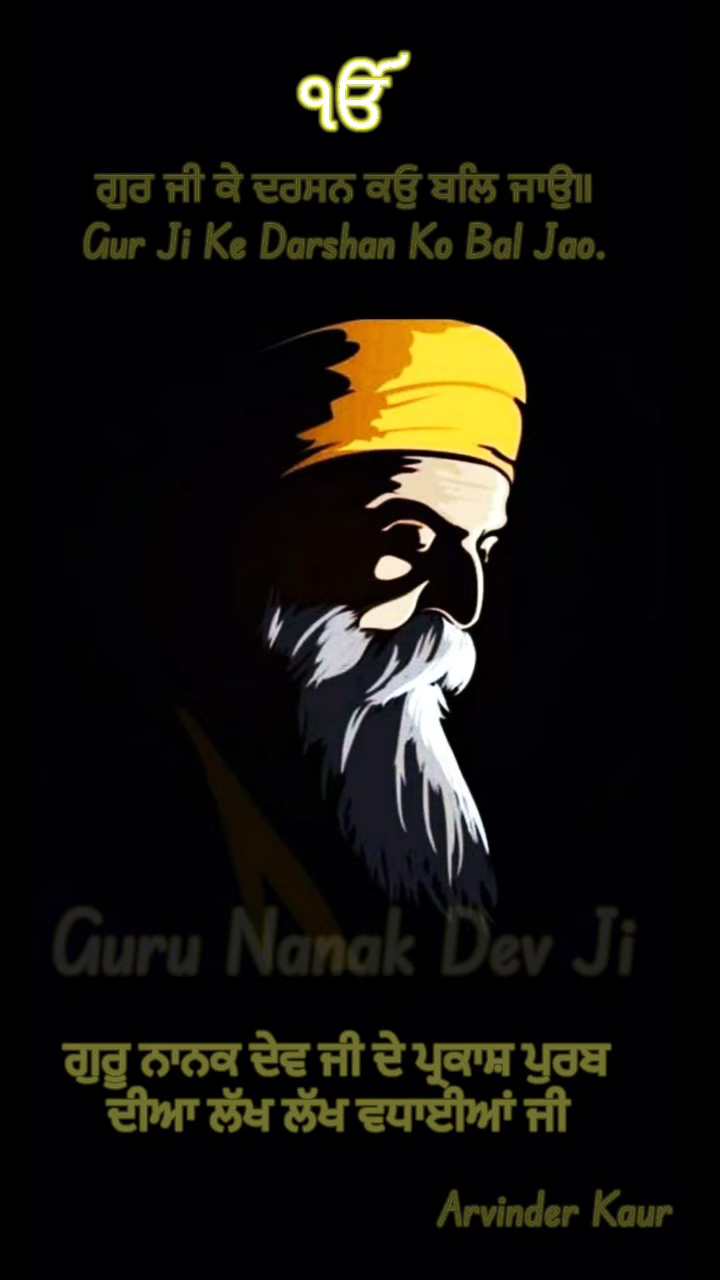 ੴ
ਗੁਰ ਜੀ ਕੇ ਦਰਸਨ ਕਉ ਬਲਿ ਜਾਉ॥
Gur Ji Ke Darshan Ko Bal Jao.
Guru Nanak Dev Ji
ਗੁਰੂ ਨਾਨਕ ਦੇਵ ਜੀ ਦੇ ਪ੍ਰਕਾਸ਼ ਪੁਰਬ
ਦੀਆ ਲੱਖ ਲੱਖ ਵਧਾਈਆਂ ਜੀ
Arvinder Kaur